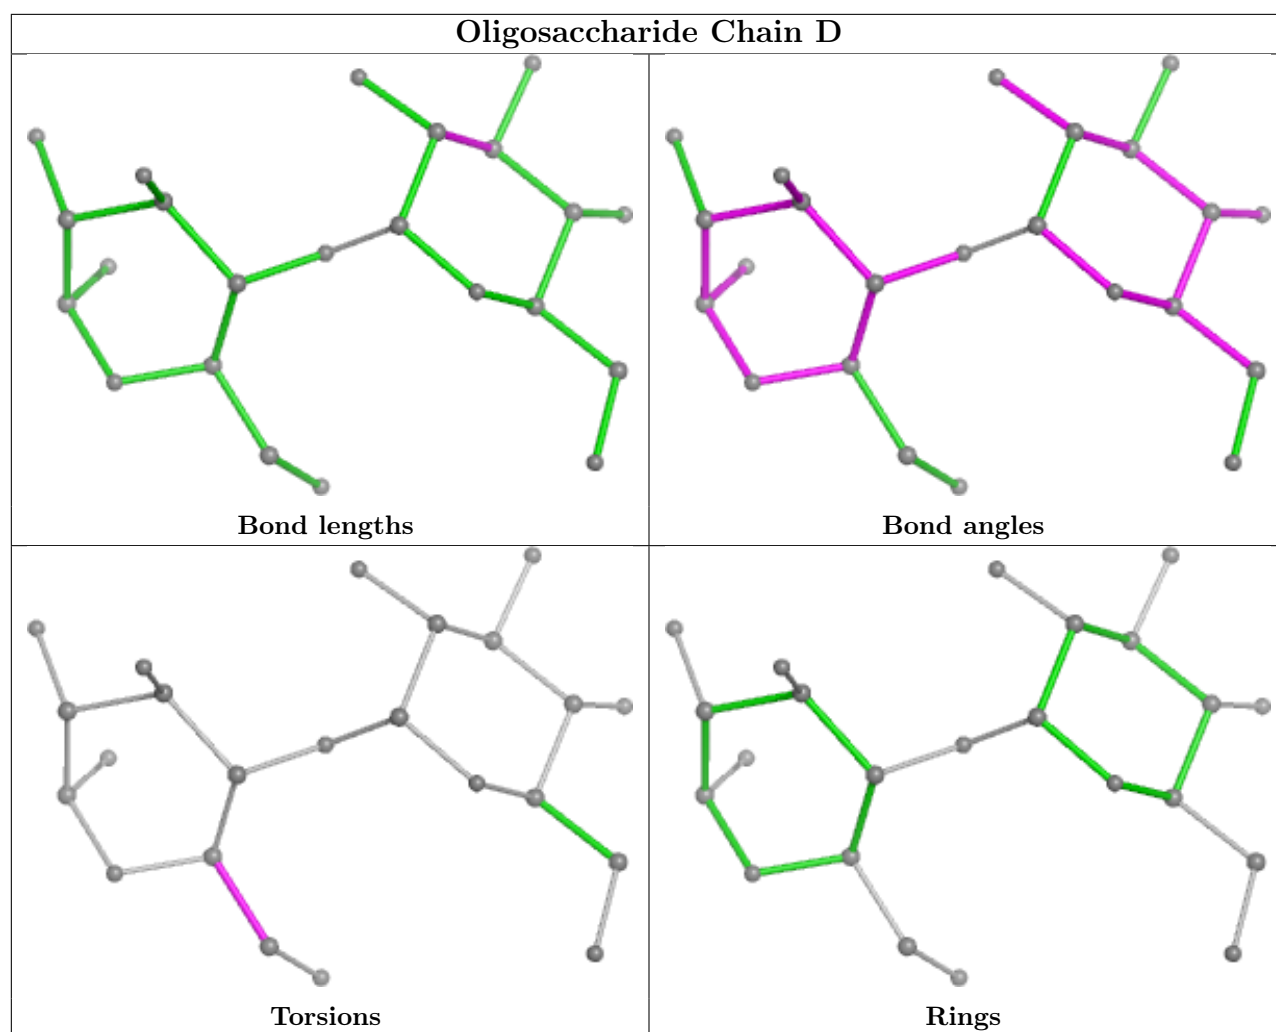 Oligosaccharide Chain D
Bond lengths
Bond angles
Torsions
Rings